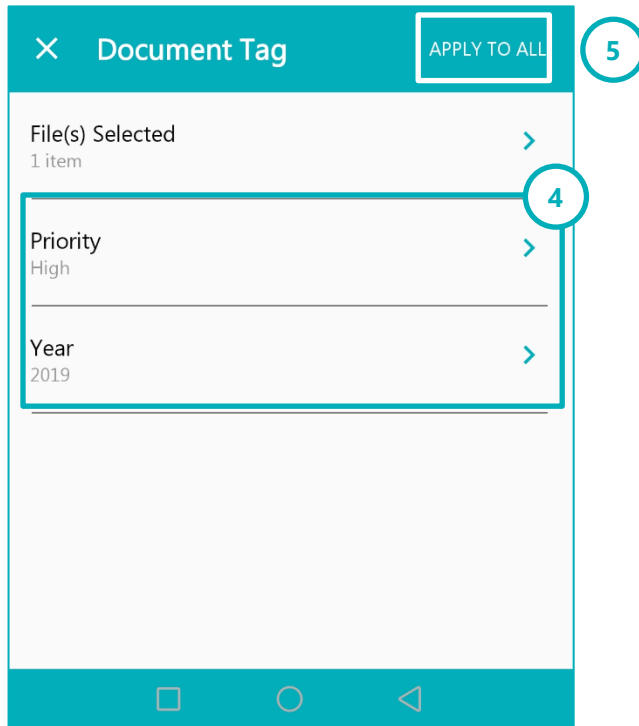 Document Tag
APPLY TO ALL
5
File(s) Selected
1 item
4
Priority
High
Year
2019